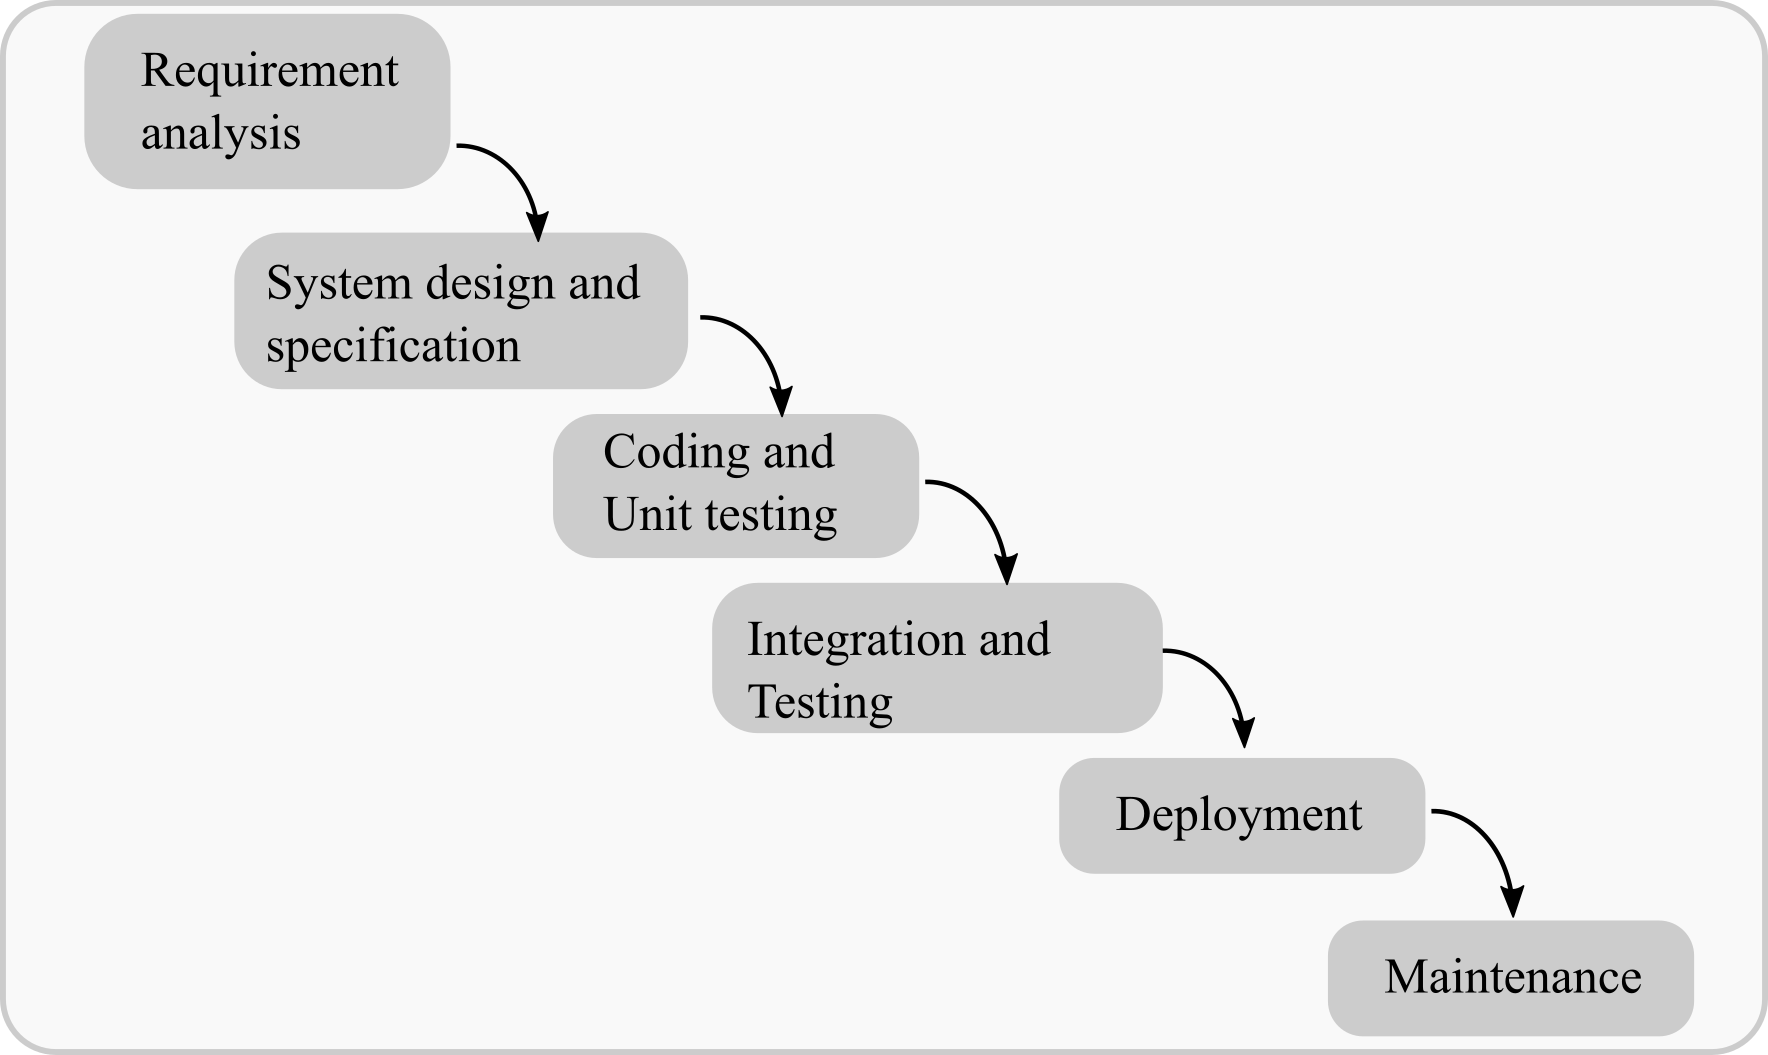 Requirement
analysis
System design and
specification
Coding and
Unit testing
Integration and
Testing
Deployment
Maintenance